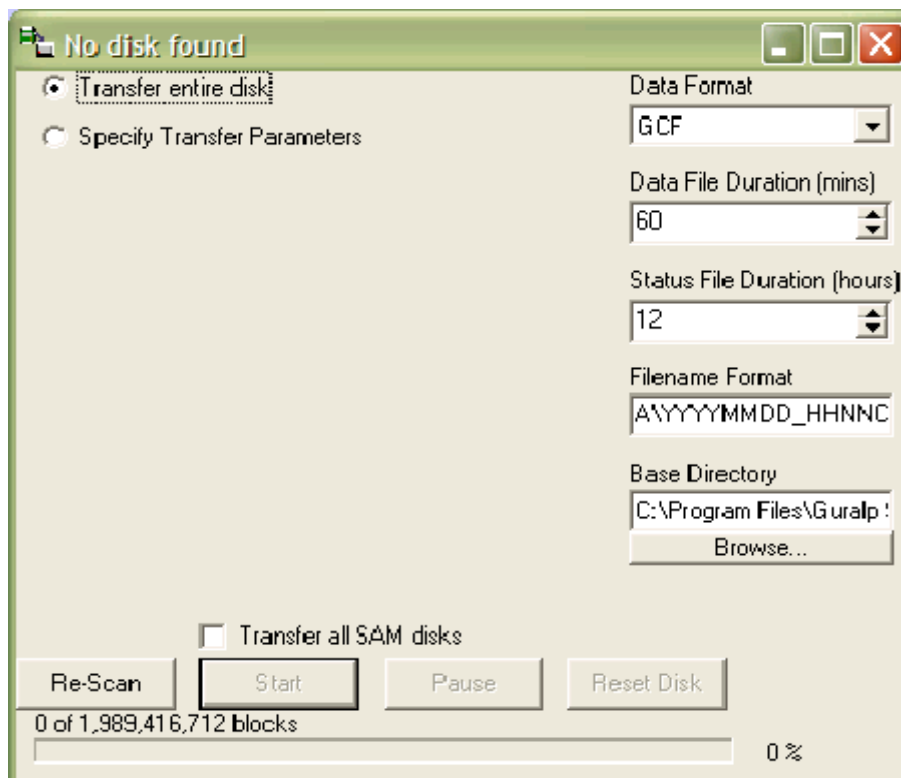 No disk found
Transfer entire disk
Specify Transfer Parameters
Data Format
GCF
Data File Duration (mins)
60
Status File Duration (hours)
12
Filename Format
A\YYYYMMDD_HHNNC
Base Directory
C:\Program Files\Guralp
Browse...
Transfer all SAM disks
Re-Scan Start Pause Reset Disk
0 of 1,989,416,712 blocks
0 %